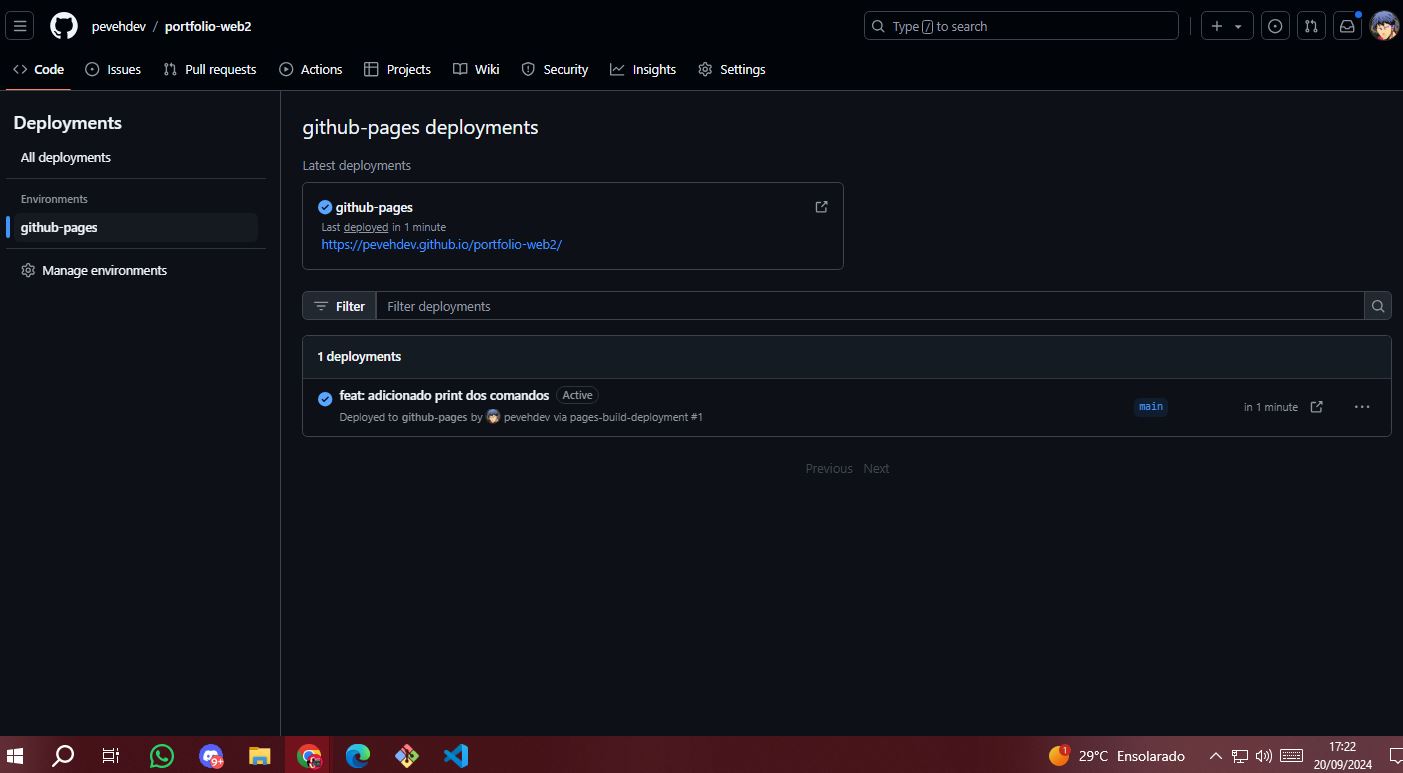 pevehdev / portfolio-web2
Type / to search
Code Issues Pull requests Actions Projects Wiki Security Insights Settings
Deployments
All deployments
Environments
github-pages
Manage environments
github-pages deployments
Latest deployments
github-pages
Last deployed in 1 minute
https://pevehdev.github.io/portfolio-web2/
Filter Filter deployments
1 deployments
feat: adicionado print dos comandos Active
Deployed to github-pages by pevehdev via pages-build-deployment #1
main
in 1 minute
Previous Next
9+
1
29°C Ensolarado
17:22
20/09/2024